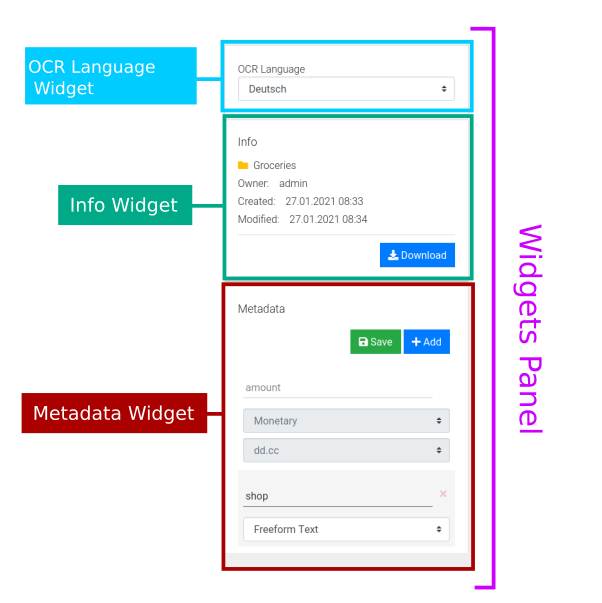 OCR Language
Widget
OCR Language
Deutsch
Info
Groceries
Owner: admin
Created: 27.01.2021 08:33
Modified: 27.01.2021 08:34
Download
Info Widget
Metadata
Save
Add
amount
Monetary
dd.cc
shop
×
Freeform Text
Metadata Widget
Widgets Panel